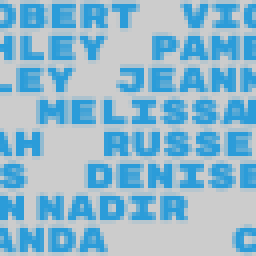 OBERT VIC
HLEY PAME
LEY JEANN
MELISSA
AH RUSSE
S DENISE
N NADIR
ANDA C